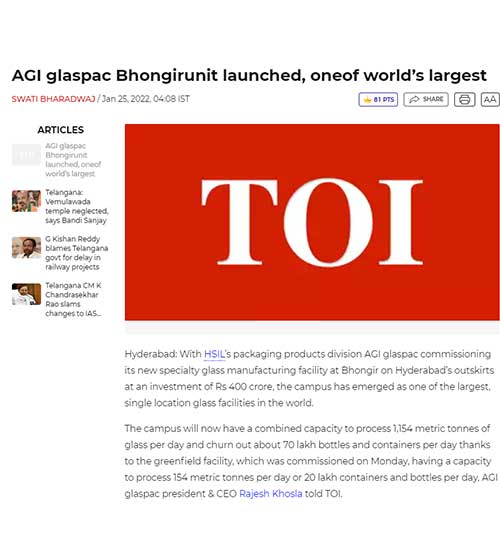 AGI glaspac Bhongirunit launched, oneof world's largest
SWATI BHARADWAJ / Jan 25, 2022, 04:08 IST
81 PTS
SHARE
AA
ARTICLES
AGI glaspac
Bhongirunit
launched, oneof
world's largest
Telangana:
Vemulawada
temple neglected,
says Bandi Sanjay
G Kishan Reddy
blames Telangana
govt for delay in
railway projects
Telangana CM K
Chandrasekhar
Rao slams
changes to IAS...
TOI
Hyderabad: With HSIL's packaging products division AGI glaspac commissioning
its new specialty glass manufacturing facility at Bhongir on Hyderabad's outskirts
at an investment of Rs 400 crore, the campus has emerged as one of the largest,
single location glass facilities in the world.
The campus will now have a combined capacity to process 1,154 metric tonnes of
glass per day and churn out about 70 lakh bottles and containers per day thanks
to the greenfield facility, which was commissioned on Monday, having a capacity
to process 154 metric tonnes per day or 20 lakh containers and bottles per day, AGI
glaspac president & CEO Rajesh Khosla told TOI.